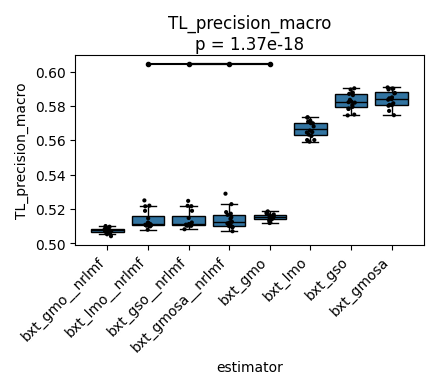 TL_precision_macro
p = 1.37e-18
TL_precision_macro
0.60
0.58
0.56
0.54
0.52
0.50
bxt_gmo__nrlmf
bxt_lmo__nrlmf
bxt_gso__nrlmf
bxt_gmosa__nrlmf
bxt_gmo
bxt_lmo
bxt_gso
bxt_gmosa
estimator